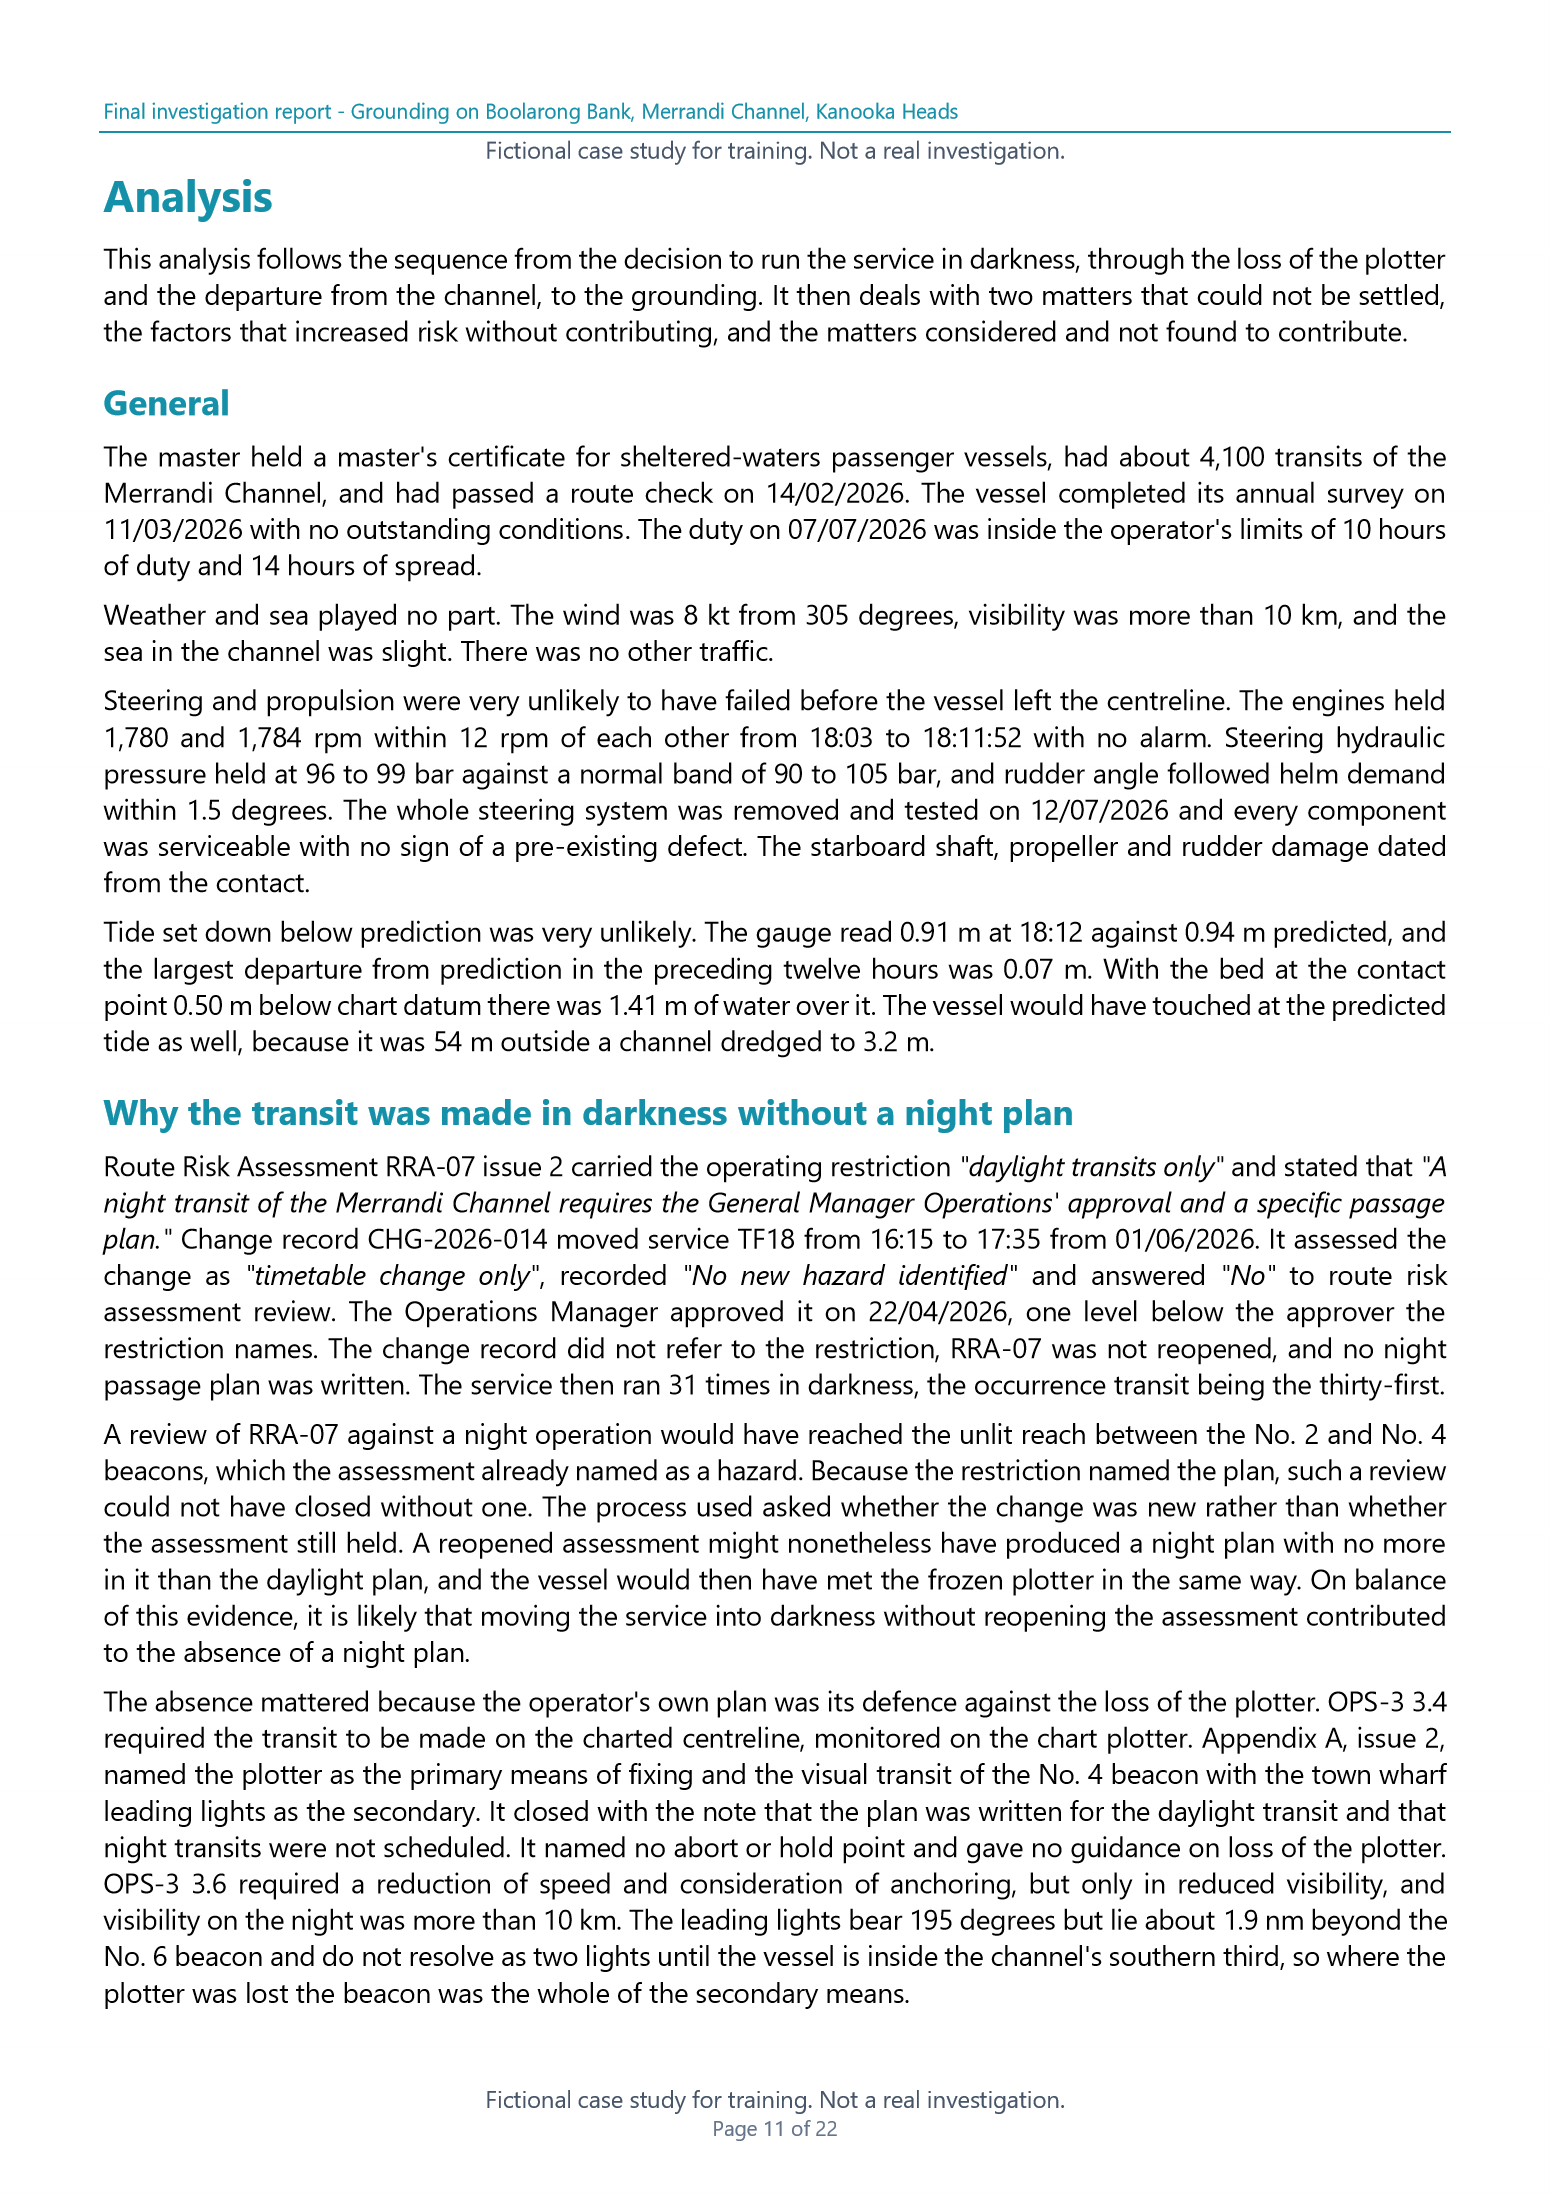 Final investigation report - Grounding on Boolarong Bank, Merrandi Channel, Kanooka Heads
Fictional case study for training. Not a real investigation.
Analysis
This analysis follows the sequence from the decision to run the service in darkness, through the loss of the plotter
and the departure from the channel, to the grounding. It then deals with two matters that could not be settled,
the factors that increased risk without contributing, and the matters considered and not found to contribute.
General
The master held a master's certificate for sheltered-waters passenger vessels, had about 4,100 transits of the
Merrandi Channel, and had passed a route check on 14/02/2026. The vessel completed its annual survey on
11/03/2026 with no outstanding conditions. The duty on 07/07/2026 was inside the operator's limits of 10 hours
of duty and 14 hours of spread.
Weather and sea played no part. The wind was 8 kt from 305 degrees, visibility was more than 10 km, and the
sea in the channel was slight. There was no other traffic.
Steering and propulsion were very unlikely to have failed before the vessel left the centreline. The engines held
1,780 and 1,784 rpm within 12 rpm of each other from 18:03 to 18:11:52 with no alarm. Steering hydraulic
pressure held at 96 to 99 bar against a normal band of 90 to 105 bar, and rudder angle followed helm demand
within 1.5 degrees. The whole steering system was removed and tested on 12/07/2026 and every component
was serviceable with no sign of a pre-existing defect. The starboard shaft, propeller and rudder damage dated
from the contact.
Tide set down below prediction was very unlikely. The gauge read 0.91 m at 18:12 against 0.94 m predicted, and
the largest departure from prediction in the preceding twelve hours was 0.07 m. With the bed at the contact
point 0.50 m below chart datum there was 1.41 m of water over it. The vessel would have touched at the predicted
tide as well, because it was 54 m outside a channel dredged to 3.2 m.
Why the transit was made in darkness without a night plan
Route Risk Assessment RRA-07 issue 2 carried the operating restriction "daylight transits only" and stated that "A
night transit of the Merrandi Channel requires the General Manager Operations' approval and a specific passage
plan." Change record CHG-2026-014 moved service TF18 from 16:15 to 17:35 from 01/06/2026. It assessed the
change as "timetable change only", recorded "No new hazard identified" and answered "No" to route risk
assessment review. The Operations Manager approved it on 22/04/2026, one level below the approver the
restriction names. The change record did not refer to the restriction, RRA-07 was not reopened, and no night
passage plan was written. The service then ran 31 times in darkness, the occurrence transit being the thirty-first.
A review of RRA-07 against a night operation would have reached the unlit reach between the No. 2 and No. 4
beacons, which the assessment already named as a hazard. Because the restriction named the plan, such a review
could not have closed without one. The process used asked whether the change was new rather than whether
the assessment still held. A reopened assessment might nonetheless have produced a night plan with no more
in it than the daylight plan, and the vessel would then have met the frozen plotter in the same way. On balance
of this evidence, it is likely that moving the service into darkness without reopening the assessment contributed
to the absence of a night plan.
The absence mattered because the operator's own plan was its defence against the loss of the plotter. OPS-3 3.4
required the transit to be made on the charted centreline, monitored on the chart plotter. Appendix A, issue 2,
named the plotter as the primary means of fixing and the visual transit of the No. 4 beacon with the town wharf
leading lights as the secondary. It closed with the note that the plan was written for the daylight transit and that
night transits were not scheduled. It named no abort or hold point and gave no guidance on loss of the plotter.
OPS-3 3.6 required a reduction of speed and consideration of anchoring, but only in reduced visibility, and
visibility on the night was more than 10 km. The leading lights bear 195 degrees but lie about 1.9 nm beyond the
No. 6 beacon and do not resolve as two lights until the vessel is inside the channel's southern third, so where the
plotter was lost the beacon was the whole of the secondary means.
Fictional case study for training. Not a real investigation.
Page 11 of 22